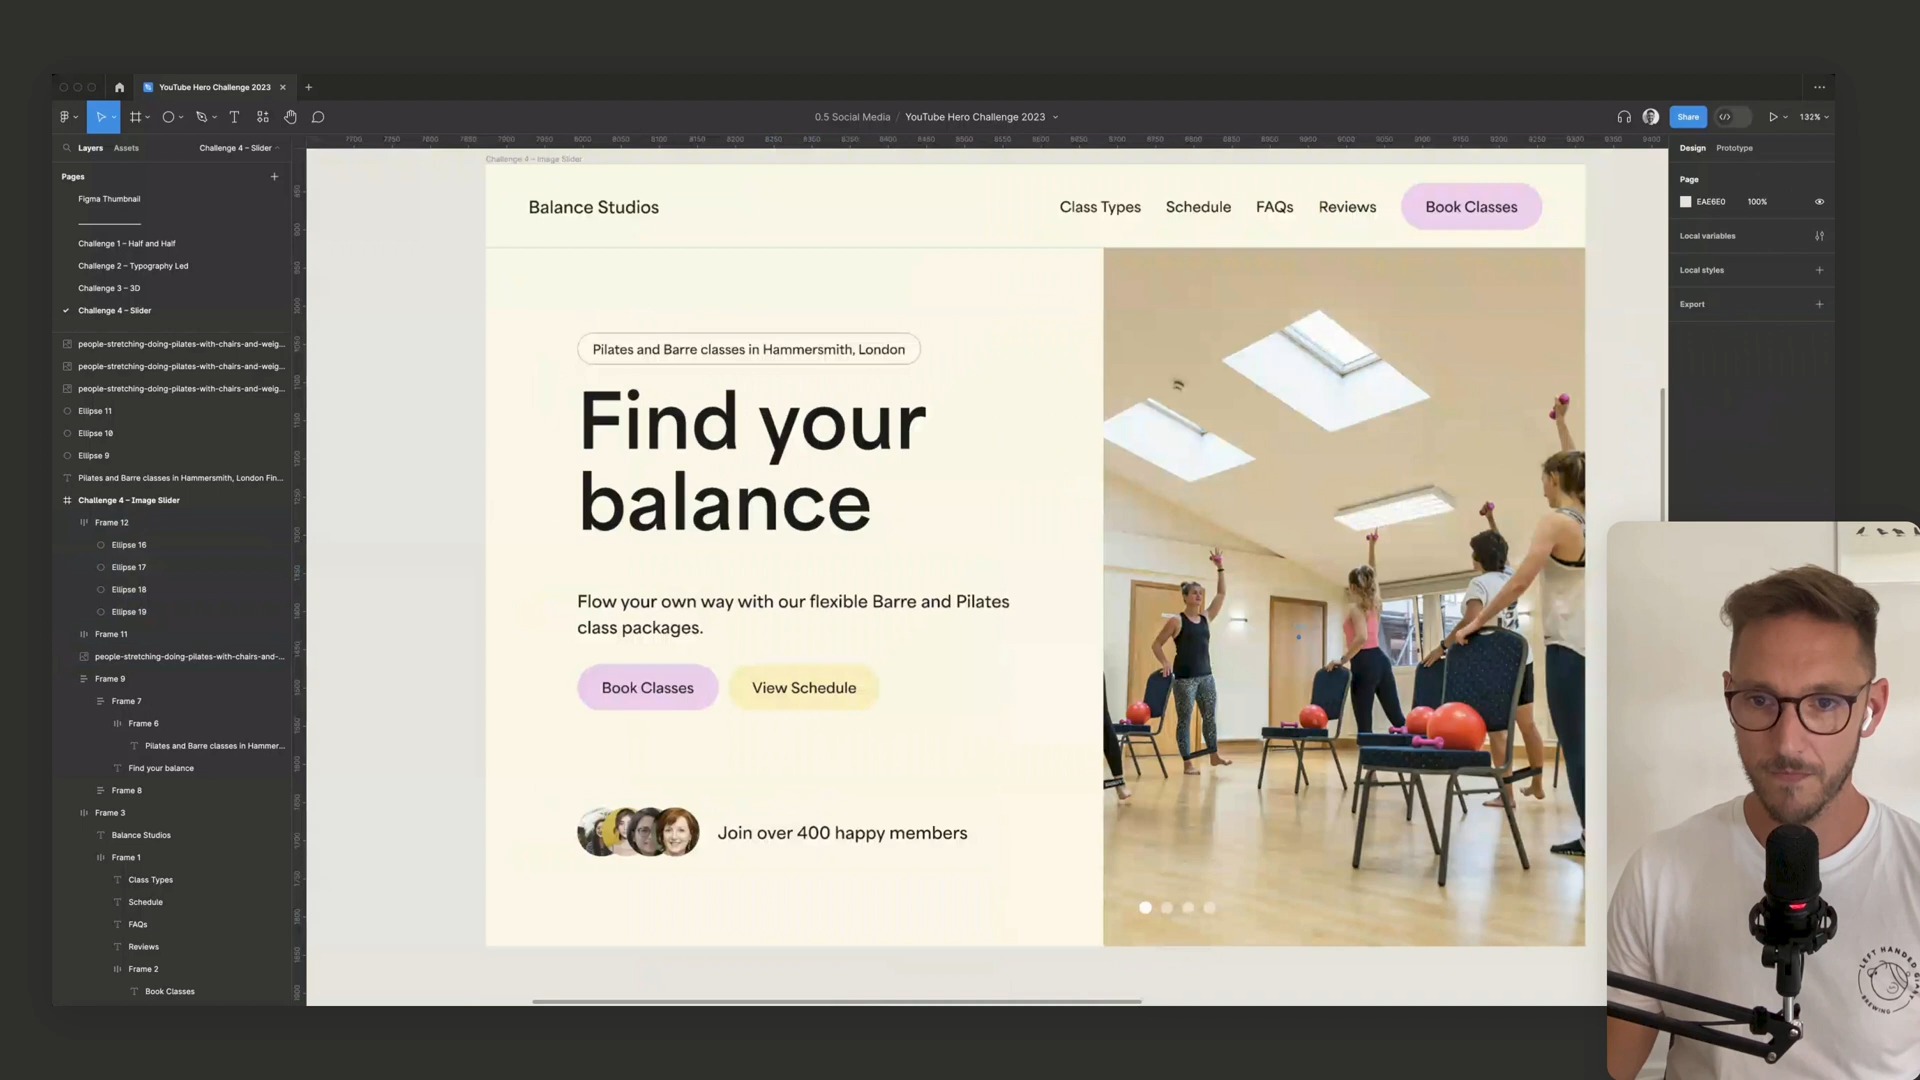 YouTube Hero Challenge 2023
0.5 Social Media / YouTube Hero Challenge 2023
Share
132%
Layers
Assets
Challenge 4 – Slider
Pages
Figma Thumbnail
Challenge 1 – Half and Half
Challenge 2 – Typography Led
Challenge 3 – 3D
Challenge 4 – Slider
people-stretching-doing-pilates-with-chairs-and-weig...
people-stretching-doing-pilates-with-chairs-and-weig...
people-stretching-doing-pilates-with-chairs-and-weig...
Ellipse 11
Ellipse 10
Ellipse 9
Pilates and Barre classes in Hammersmith, London Fin...
Challenge 4 – Image Slider
Frame 12
Ellipse 16
Ellipse 17
Ellipse 18
Ellipse 19
Frame 11
people-stretching-doing-pilates-with-chairs-and-...
Frame 9
Frame 7
Frame 6
Pilates and Barre classes in Hammer...
Find your balance
Frame 8
Frame 3
Balance Studios
Frame 1
Class Types
Schedule
FAQs
Reviews
Frame 2
Book Classes
Challenge 4 – Image Slider
Balance Studios
Class Types
Schedule
FAQs
Reviews
Book Classes
Pilates and Barre classes in Hammersmith, London
Find your
balance
Flow your own way with our flexible Barre and Pilates
class packages.
Book Classes
View Schedule
Join over 400 happy members
Design
Prototype
Page
EAE6E0
100%
Local variables
Local styles
Export
LEFT HANDED GIANT
BREWING